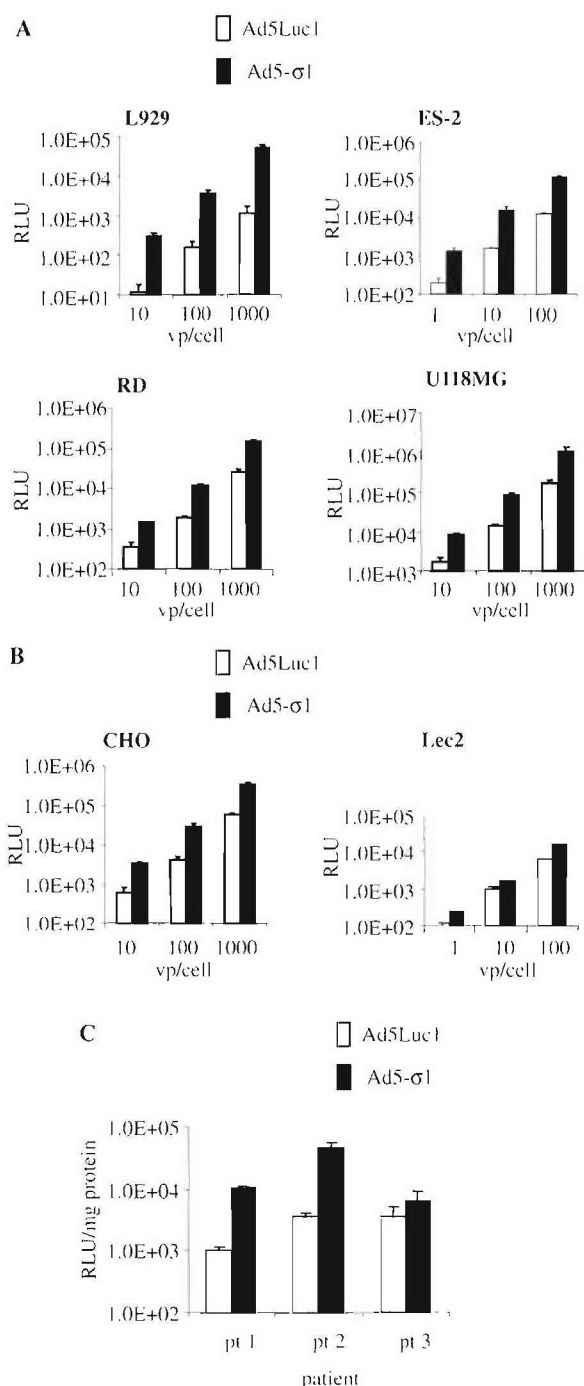 A
Ad5Luc1
Ad5-σ1
L929
1.0E+05
1.0E+04
1.0E+03
1.0E+02
1.0E+01
RLU
10 100 1000
vp/cell
ES-2
1.0E+06
1.0E+05
1.0E+04
1.0E+03
1.0E+02
RLU
1 10 100
vp/cell
RD
1.0E+06
1.0E+05
1.0E+04
1.0E+03
1.0E+02
RLU
10 100 1000
vp/cell
U118MG
1.0E+07
1.0E+06
1.0E+05
1.0E+04
1.0E+03
RLU
10 100 1000
vp/cell
B
Ad5Luc1
Ad5-σ1
CHO
1.0E+06
1.0E+05
1.0E+04
1.0E+03
1.0E+02
RLU
10 100 1000
vp/cell
Lec2
1.0E+05
1.0E+04
1.0E+03
1.0E+02
RLU
1 10 100
vp/cell
C
Ad5Luc1
Ad5-σ1
1.0E+05
1.0E+04
1.0E+03
1.0E+02
RLU/mg protein
pt 1 pt 2 pt 3
patient